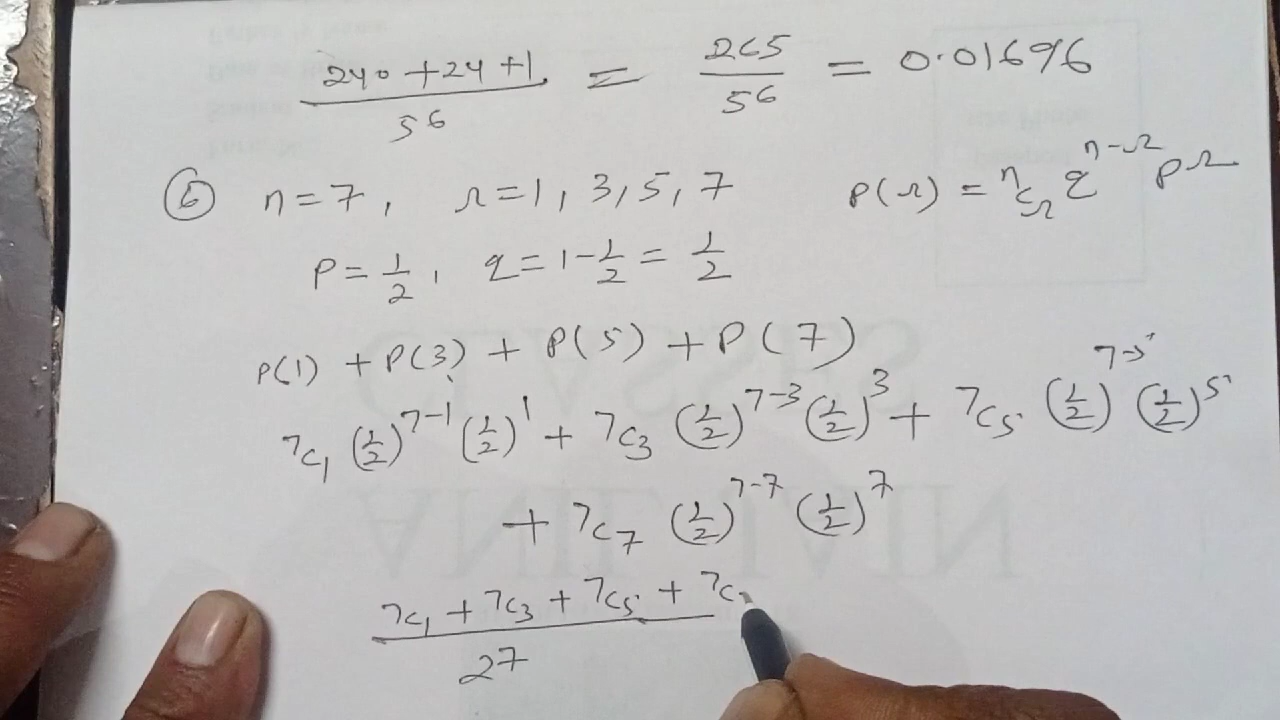 240 + 24 + 1 / 5^6 = 265 / 5^6 = 0.01696
⑥ n = 7, r = 1, 3, 5, 7 P(r) = nCr q^(n-r) p^r
P = 1/2, q = 1 - 1/2 = 1/2
P(1) + P(3) + P(5) + P(7)
7C1 (1/2)^(7-1) (1/2)^1 + 7C3 (1/2)^(7-3) (1/2)^3 + 7C5 (1/2)^(7-5) (1/2)^5
+ 7C7 (1/2)^(7-7) (1/2)^7
7C1 + 7C3 + 7C5 + 7C / 2^7